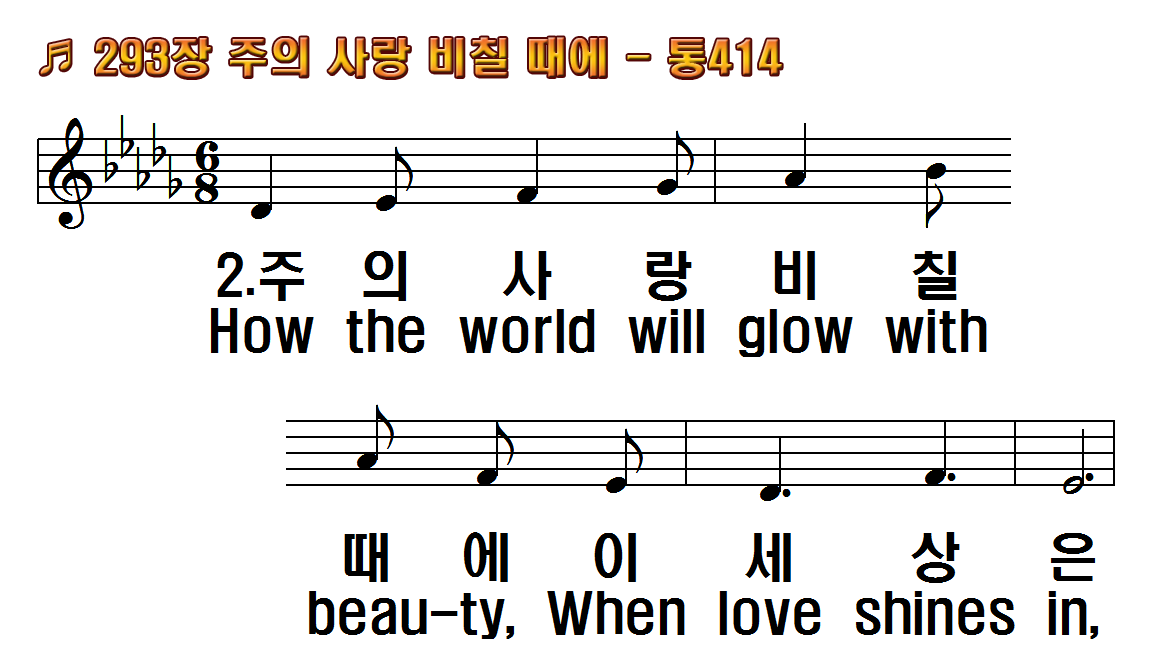 ♬ 293장 주의 사랑 비칠 때에 - 통414
6
8
2.주 의 사 랑 비 칠
How the world will glow with
때 에 이 세 상 은
beau-ty, When love shines in,